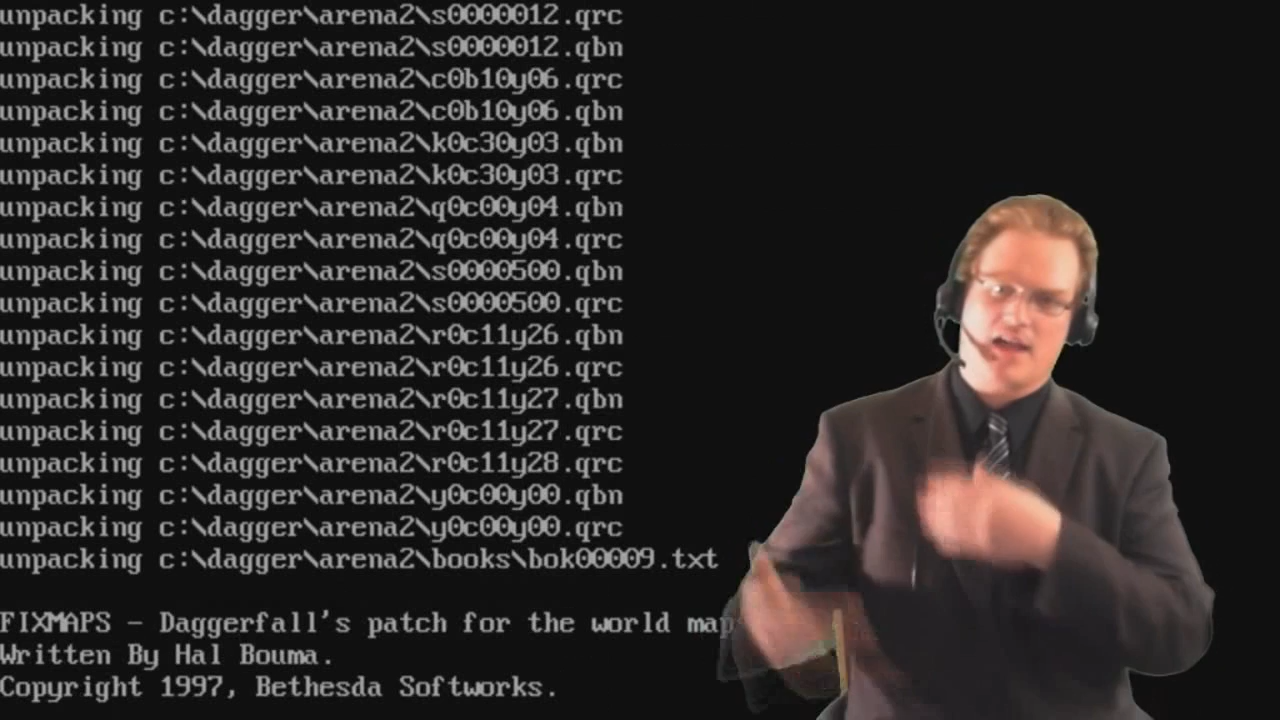 unpacking c:\dagger\arena2\s0000012.qrc
unpacking c:\dagger\arena2\s0000012.qbn
unpacking c:\dagger\arena2\c0b10y06.qrc
unpacking c:\dagger\arena2\c0b10y06.qbn
unpacking c:\dagger\arena2\k0c30y03.qbn
unpacking c:\dagger\arena2\k0c30y03.qrc
unpacking c:\dagger\arena2\q0c00y04.qbn
unpacking c:\dagger\arena2\q0c00y04.qrc
unpacking c:\dagger\arena2\s0000500.qbn
unpacking c:\dagger\arena2\s0000500.qrc
unpacking c:\dagger\arena2\r0c11y26.qbn
unpacking c:\dagger\arena2\r0c11y26.qrc
unpacking c:\dagger\arena2\r0c11y27.qbn
unpacking c:\dagger\arena2\r0c11y27.qrc
unpacking c:\dagger\arena2\r0c11y28.qrc
unpacking c:\dagger\arena2\y0c00y00.qbn
unpacking c:\dagger\arena2\y0c00y00.qrc
unpacking c:\dagger\arena2\books\bok00009.txt
FIXMAPS - Daggerfall's patch for the world map
Written By Hal Bouma.
Copyright 1997, Bethesda Softworks.